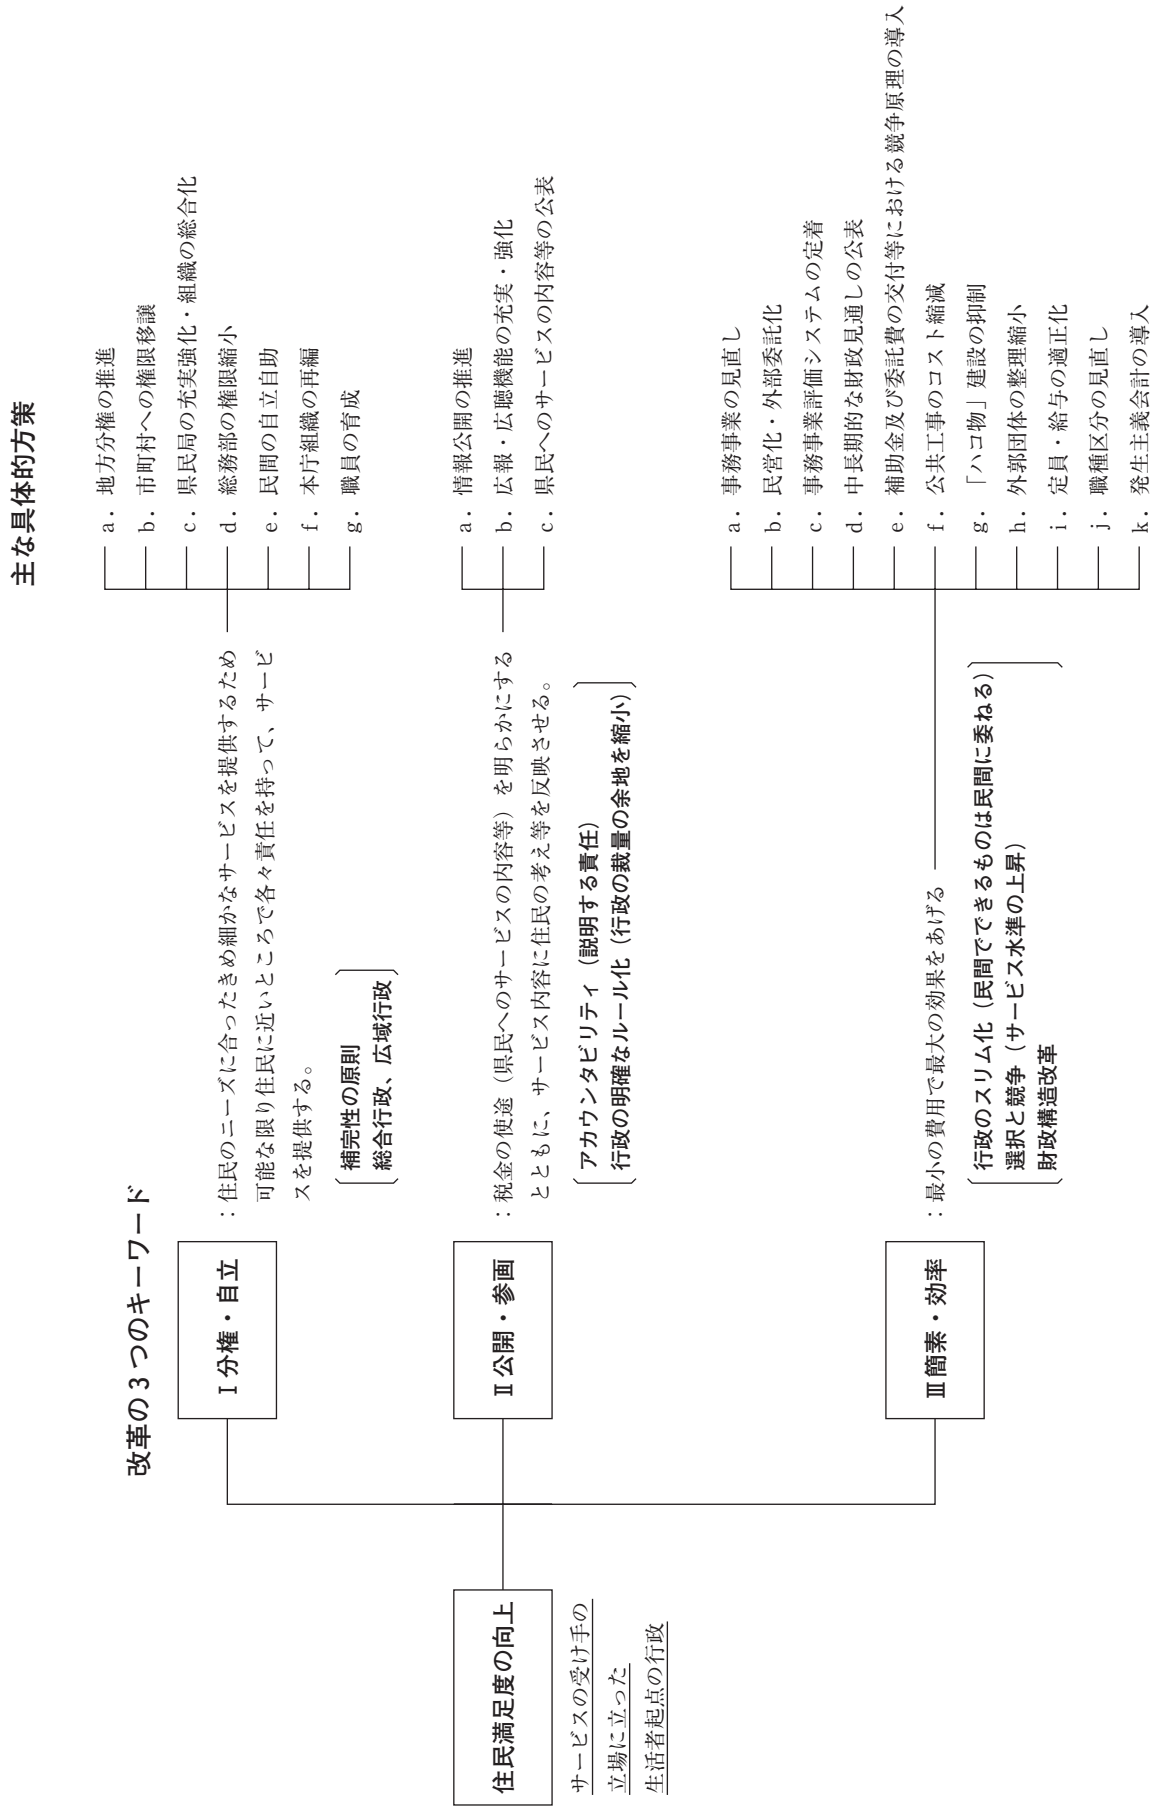 主な具体的方策
改革の3つのキーワード
住民満足度の向上
サービスの受け手の
立場に立った
生活者起点の行政
Ⅰ分権・自立
：住民のニーズに合ったきめ細かなサービスを提供するため
可能な限り住民に近いところで各々責任を持って、サービ
スを提供する。
補完性の原則
総合行政、広域行政
a．地方分権の推進
b．市町村への権限移譲
c．県民局の充実強化・組織の総合化
d．総務部の権限縮小
e．民間の自立自助
f．本庁組織の再編
g．職員の育成
Ⅱ公開・参画
：税金の使途（県民へのサービスの内容等）を明らかにする
とともに、サービス内容に住民の考え等を反映させる。
アカウンタビリティ（説明する責任）
行政の明確なルール化（行政の裁量の余地を縮小）
a．情報公開の推進
b．広報・広聴機能の充実・強化
c．県民へのサービスの内容等の公表
Ⅲ簡素・効率
：最小の費用で最大の効果をあげる
行政のスリム化（民間でできるものは民間に委ねる）
選択と競争（サービス水準の上昇）
財政構造改革
a．事務事業の見直し
b．民営化・外部委託化
c．事務事業評価システムの定着
d．中長期的な財政見通しの公表
e．補助金及び委託費の交付等における競争原理の導入
f．公共工事のコスト縮減
g．「ハコ物」建設の抑制
h．外郭団体の整理縮小
i．定員・給与の適正化
j．職種区分の見直し
k．発生主義会計の導入